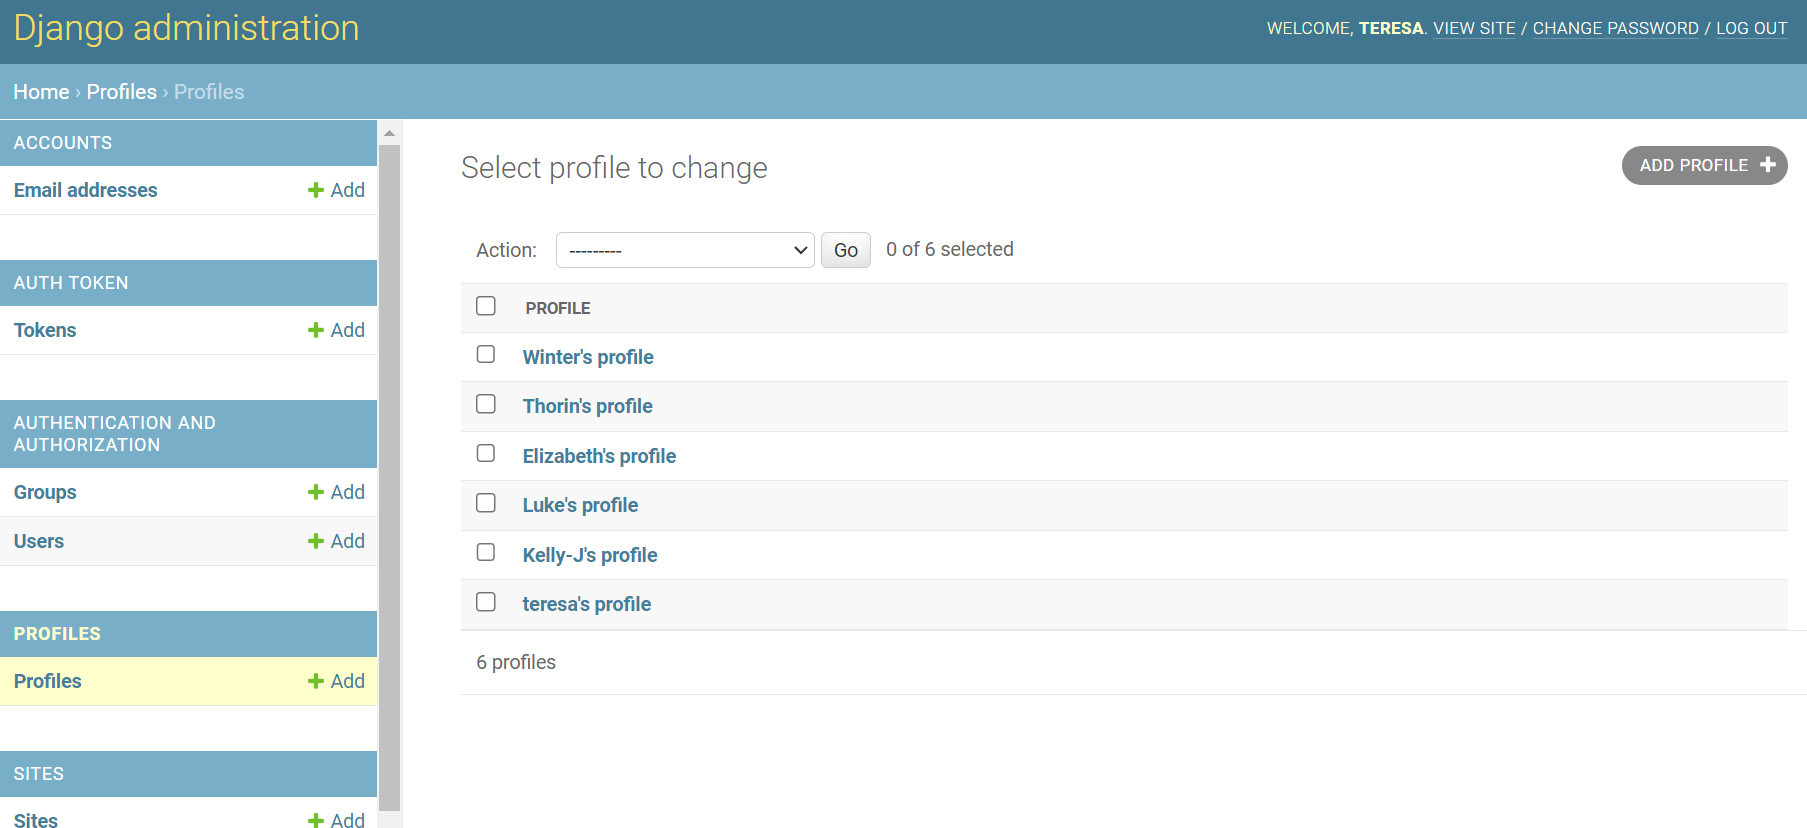 Django administration
WELCOME, TERESA. VIEW SITE / CHANGE PASSWORD / LOG OUT
Home › Profiles › Profiles
ACCOUNTS
Email addresses Add
AUTH TOKEN
Tokens Add
AUTHENTICATION AND
AUTHORIZATION
Groups Add
Users Add
PROFILES
Profiles Add
SITES
Sites Add
Select profile to change
ADD PROFILE
Action: --------- Go 0 of 6 selected
PROFILE
Winter's profile
Thorin's profile
Elizabeth's profile
Luke's profile
Kelly-J's profile
teresa's profile
6 profiles